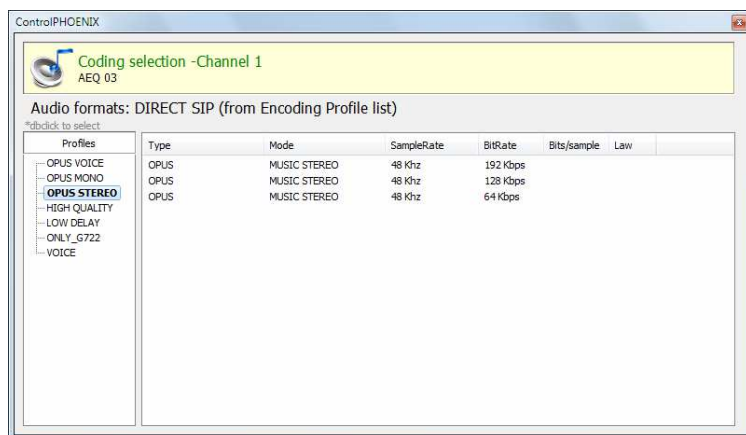 ControlPHOENIX
Coding selection -Channel 1
AEQ 03
Audio formats: DIRECT SIP (from Encoding Profile list)
*dbclick to select
Profiles
OPUS VOICE
OPUS MONO
OPUS STEREO
HIGH QUALITY
LOW DELAY
ONLY_G722
VOICE
Type Mode SampleRate BitRate Bits/sample Law
OPUS MUSIC STEREO 48 Khz 192 Kbps
OPUS MUSIC STEREO 48 Khz 128 Kbps
OPUS MUSIC STEREO 48 Khz 64 Kbps